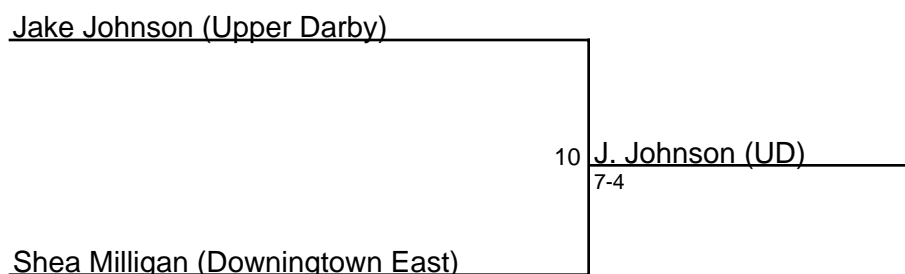 Jake Johnson (Upper Darby)
10 J. Johnson (UD)
7-4
Shea Milligan (Downingtown East)